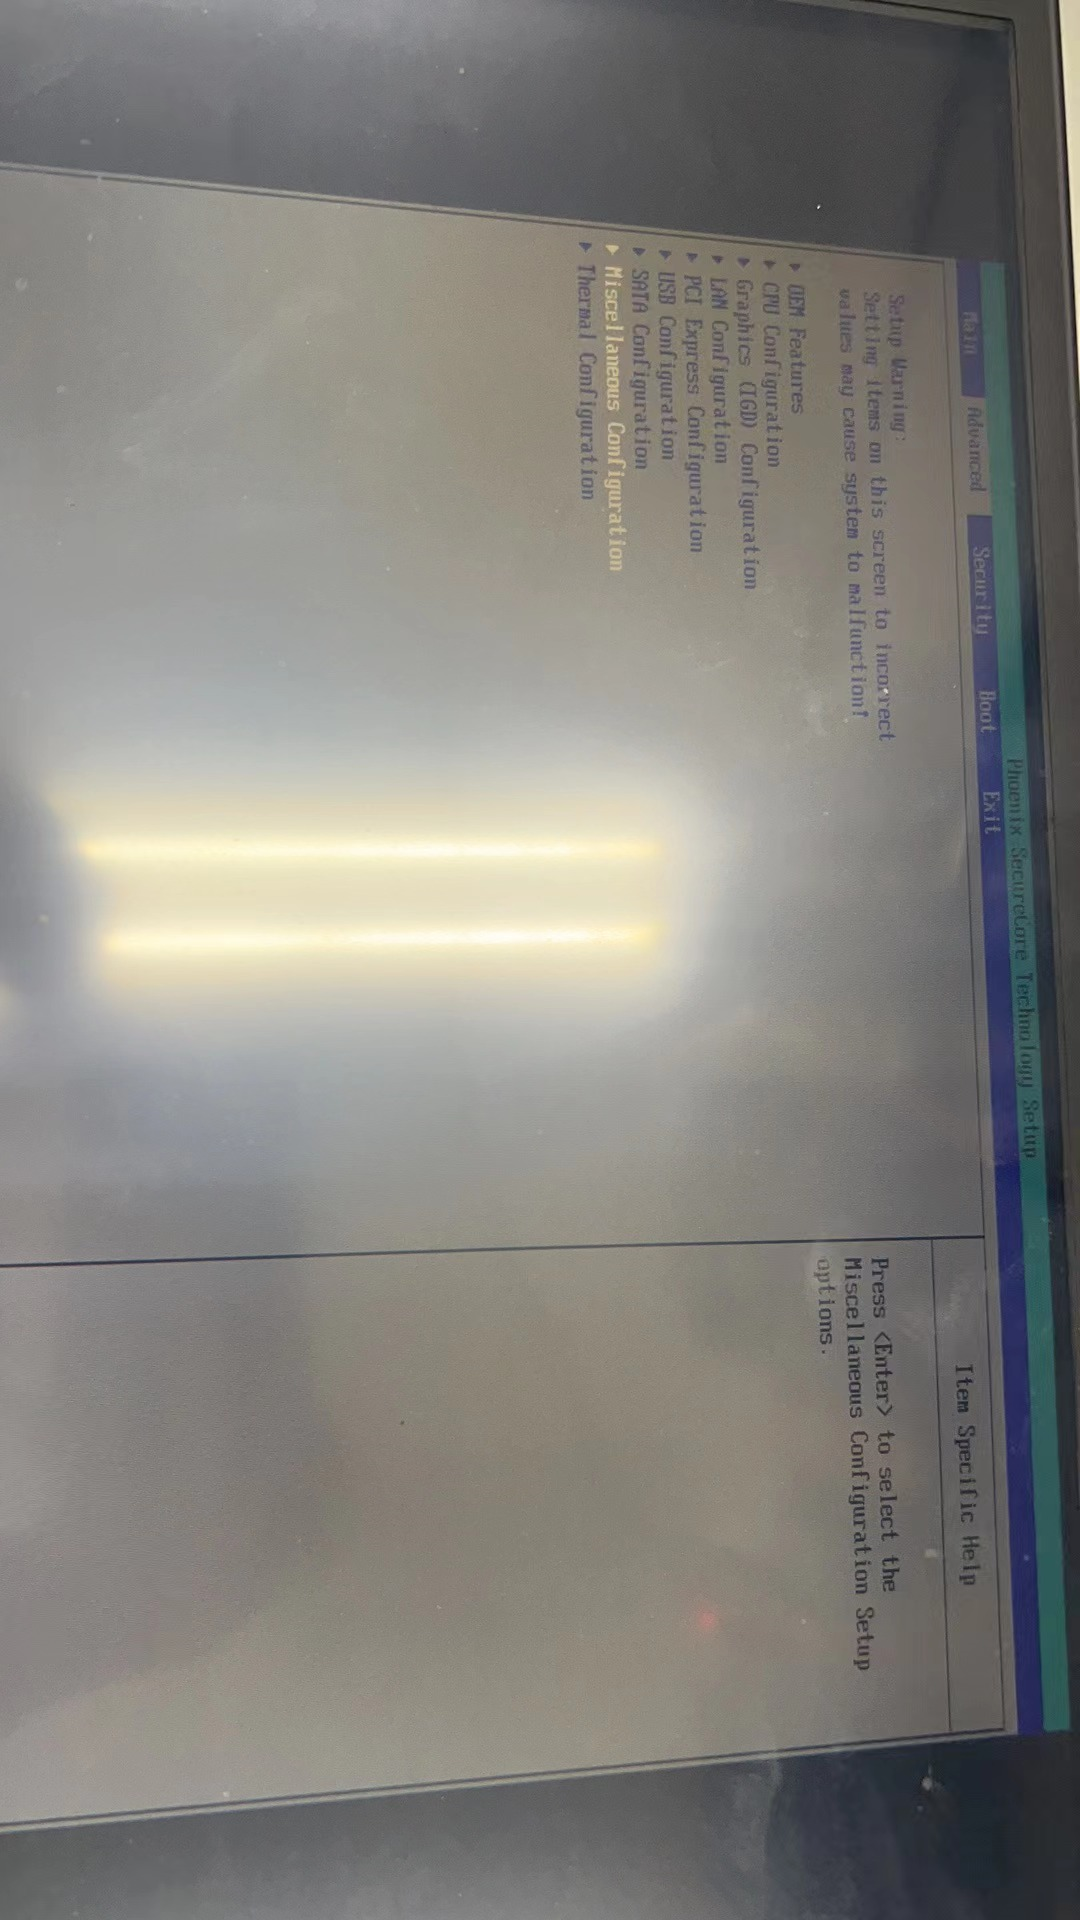 Phoenix SecureCore Technology Setup
Main Advanced Security Boot Exit
Setup Warning:
Setting items on this screen to incorrect
values may cause system to malfunction!
▶ OEM Features
▶ CPU Configuration
▶ Graphics (IGD) Configuration
▶ LAN Configuration
▶ PCI Express Configuration
▶ USB Configuration
▶ SATA Configuration
▶ Miscellaneous Configuration
▶ Thermal Configuration
Item Specific Help
Press <Enter> to select the
Miscellaneous Configuration Setup
options.